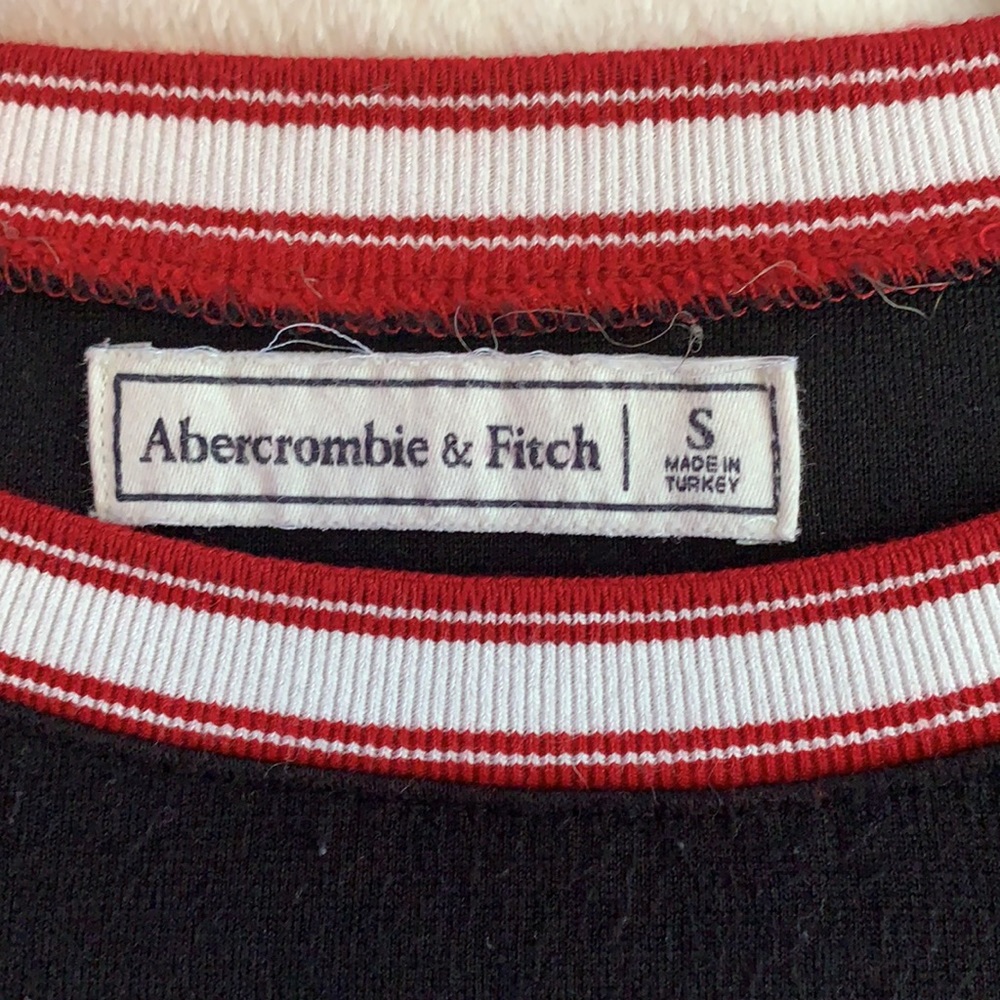 Abercrombie & Fitch
S
MADE IN
TURKEY